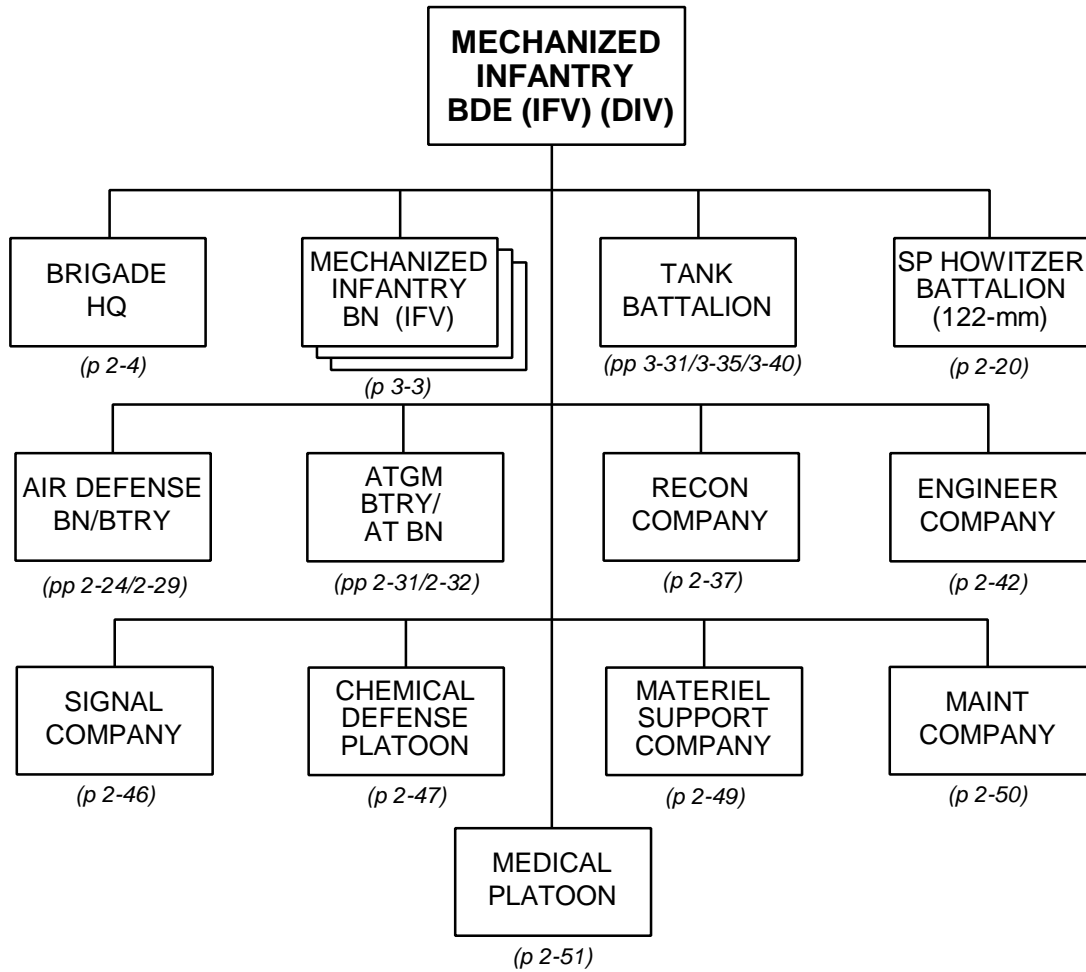 MECHANIZED
INFANTRY
BDE (IFV) (DIV)
BRIGADE
HQ
(p 2-4)
MECHANIZED
INFANTRY
BN (IFV)
(p 3-3)
TANK
BATTALION
(pp 3-31/3-35/3-40)
SP HOWITZER
BATTALION
(122-mm)
(p 2-20)
AIR DEFENSE
BN/BTRY
(pp 2-24/2-29)
ATGM
BTRY/
AT BN
(pp 2-31/2-32)
RECON
COMPANY
(p 2-37)
ENGINEER
COMPANY
(p 2-42)
SIGNAL
COMPANY
(p 2-46)
CHEMICAL
DEFENSE
PLATOON
(p 2-47)
MATERIEL
SUPPORT
COMPANY
(p 2-49)
MAINT
COMPANY
(p 2-50)
MEDICAL
PLATOON
(p 2-51)